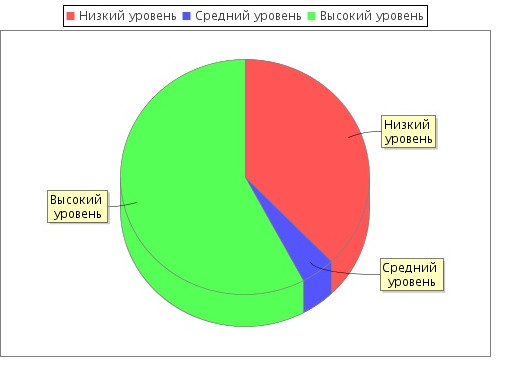 Низкий уровень Средний уровень Высокий уровень
Низкий
уровень
Высокий
уровень
Средний
уровень